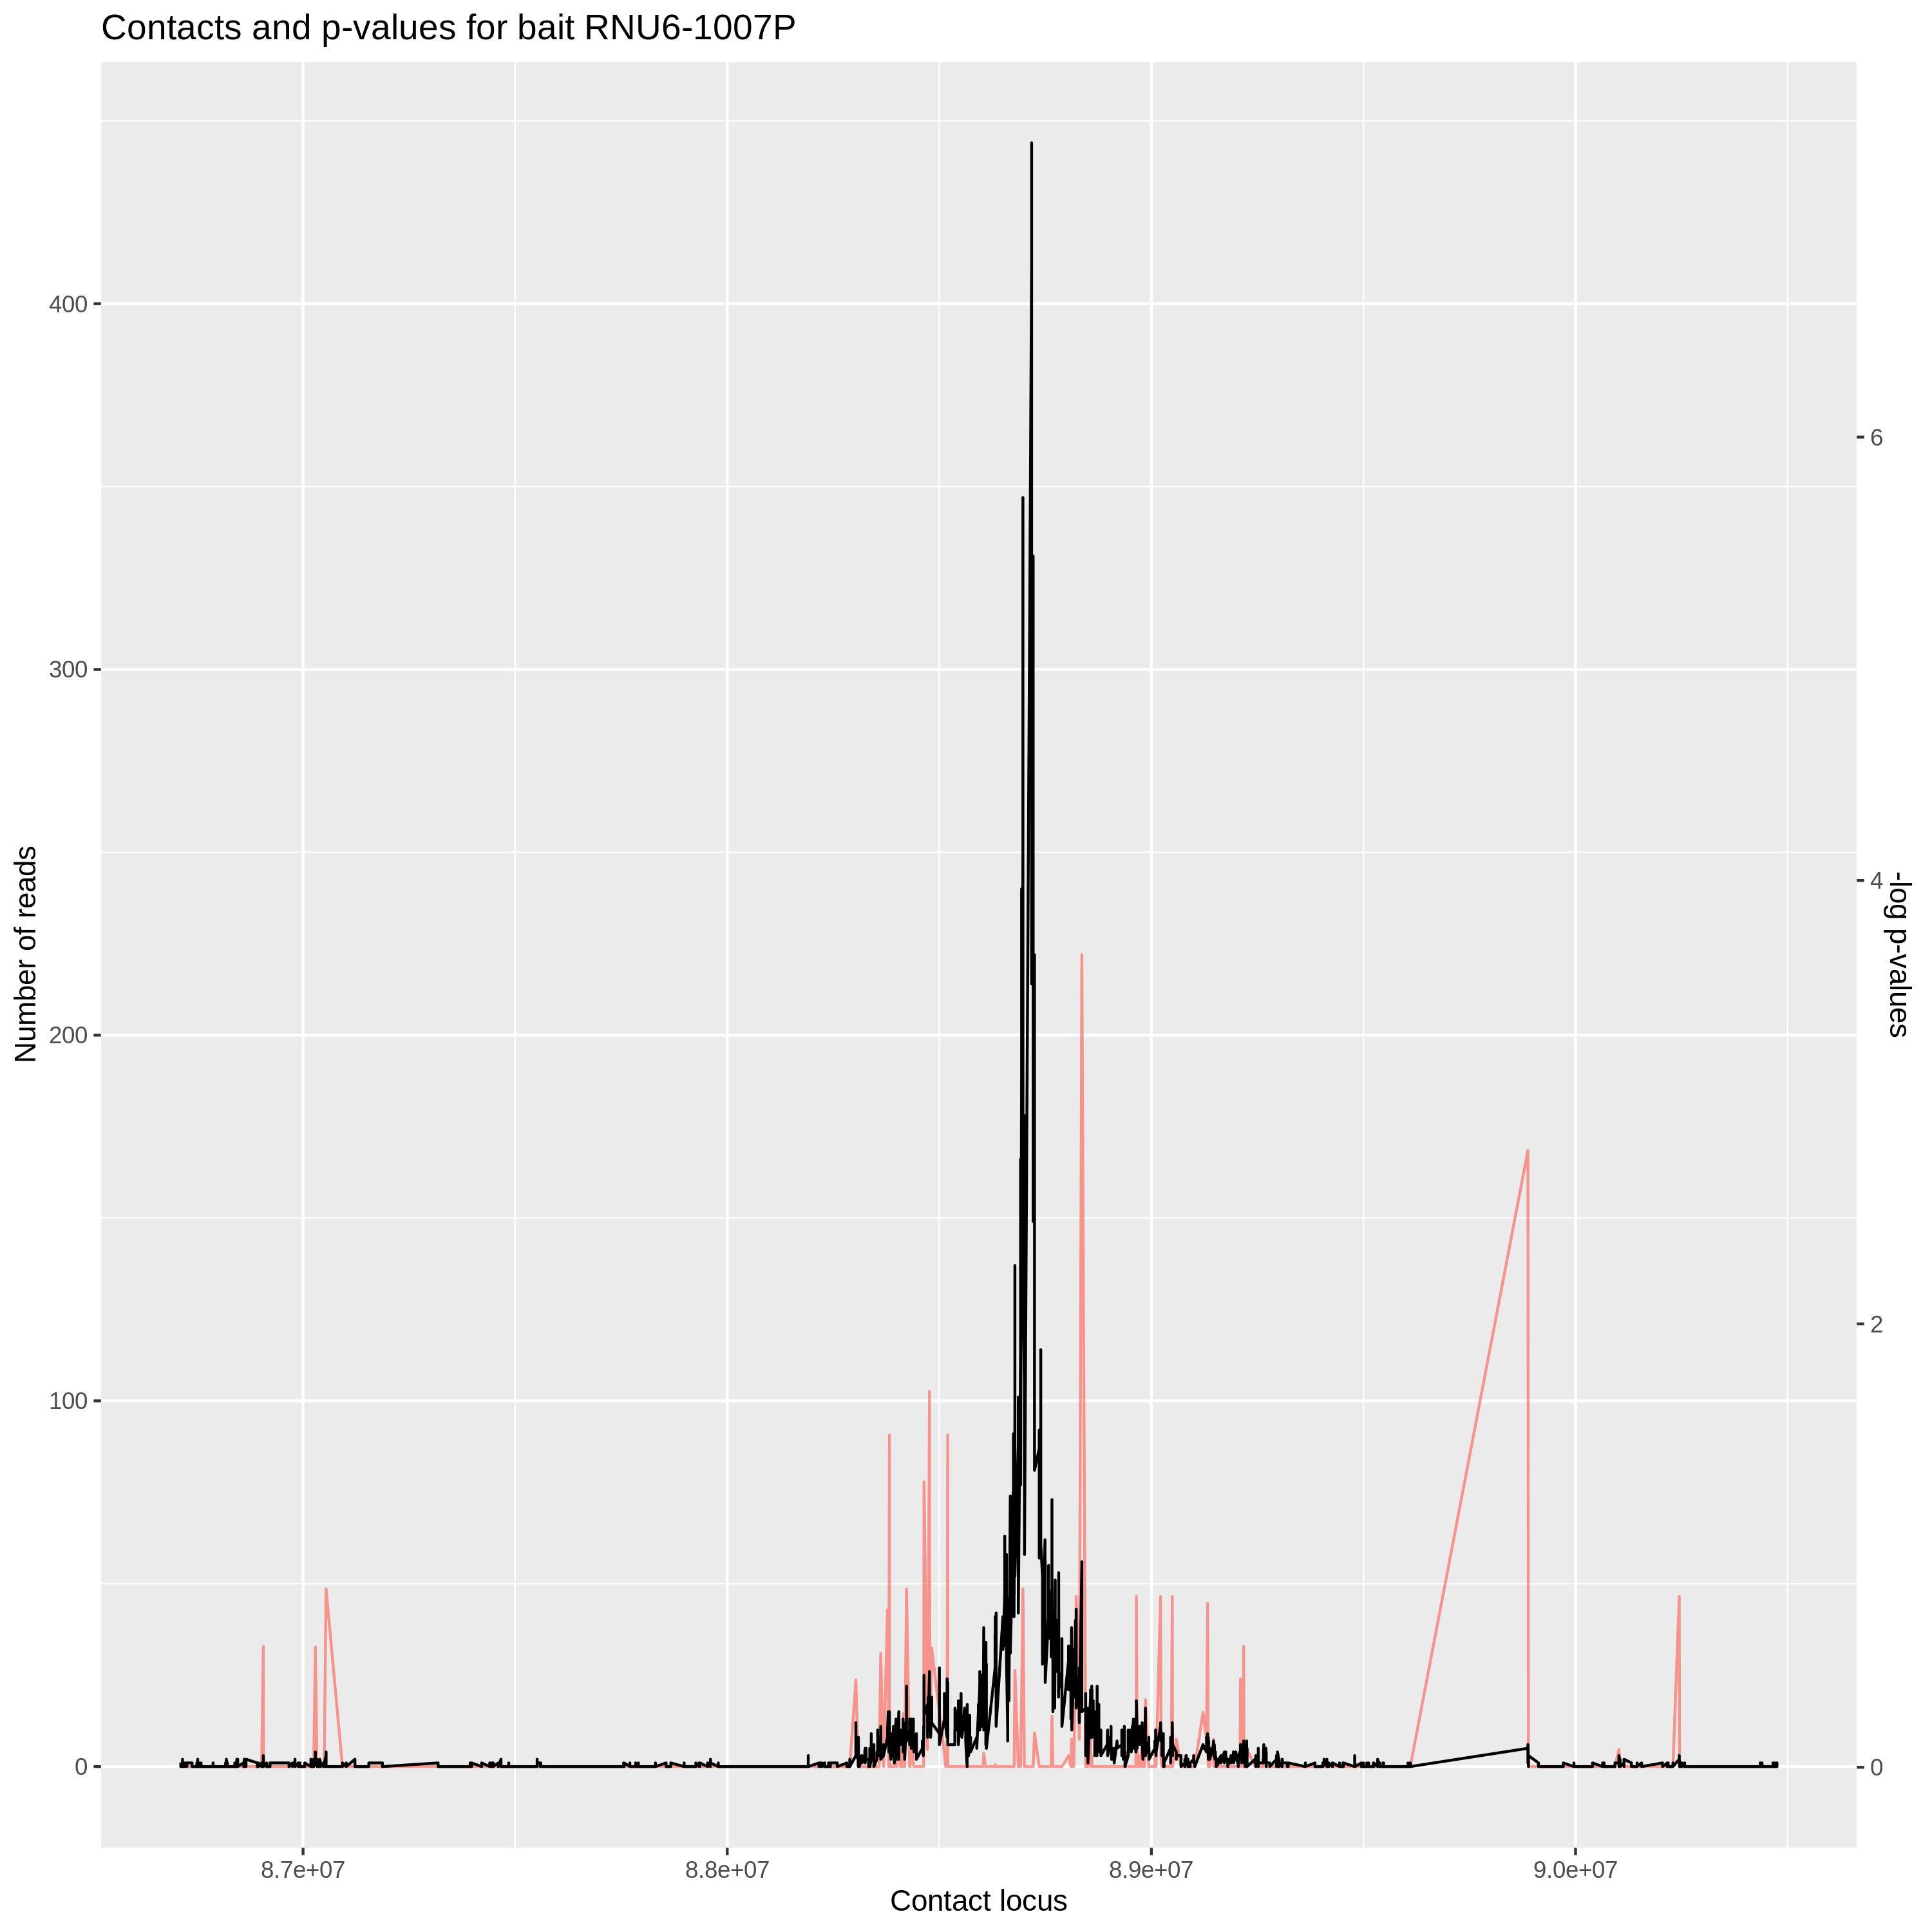 Contacts and p-values for bait RNU6-1007P
400
300
200
100
0
Number of reads
6
4
2
0
-log p-values
8.7e+07
8.8e+07
8.9e+07
9.0e+07
Contact locus